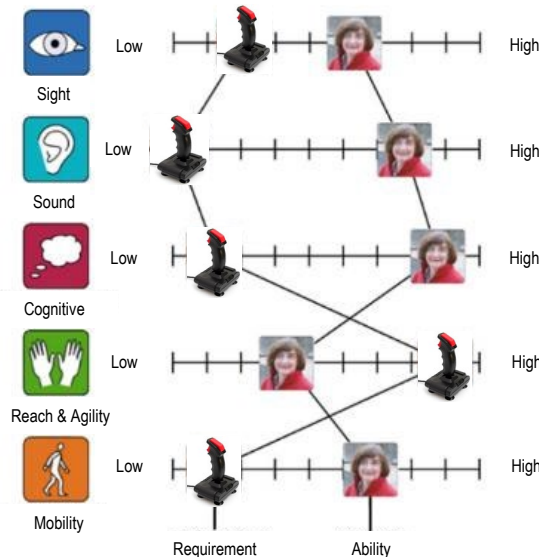 Low High
Sight
Low High
Sound
Low High
Cognitive
Low High
Reach & Agility
Low High
Mobility
Requirement Ability